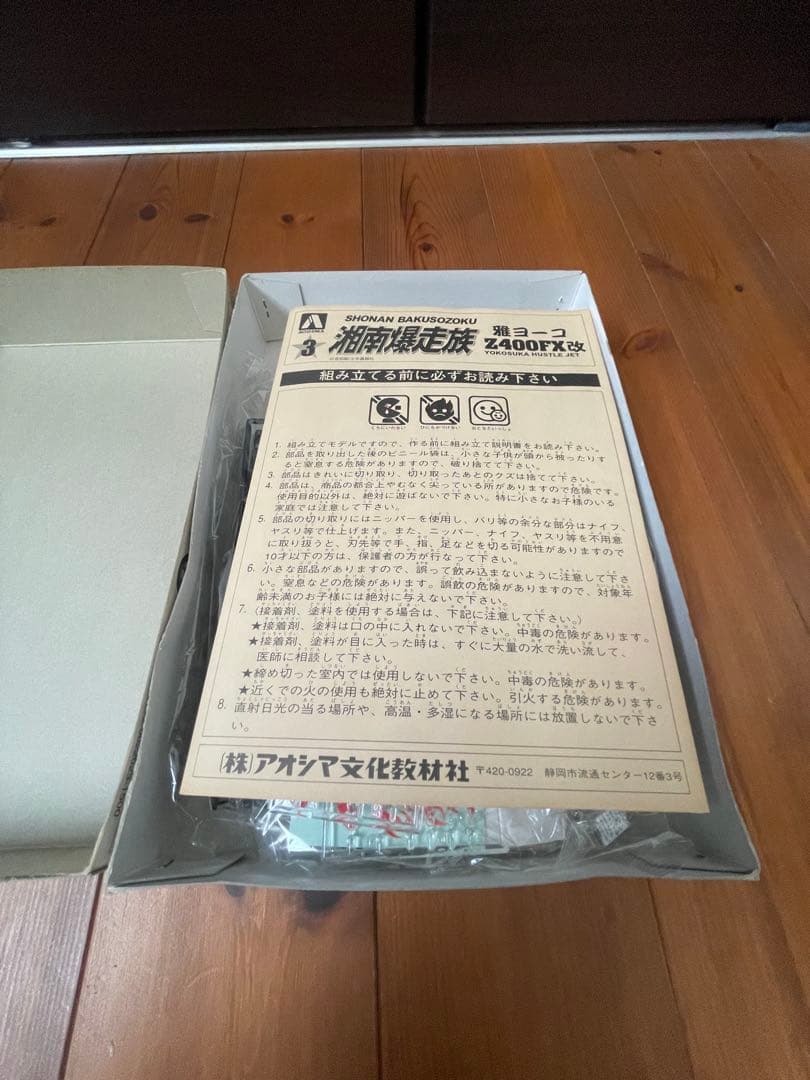 SHONAN BAKUSOZOKU
3
湘南爆走族
雅ヨーコ
Z400FX改
YOKOSUKA HUSTLE JET
組み立てる前に必ずお読み下さい
くちにいれない
ひにちかづけない
おとなといっしょ
1. 組み立てモデルですので、作る前に組み立て説明書をお読み下さい。
2. 部品を取り出した後のビニール袋は、小さな子供が頭から被ったりす
ると窒息する危険がありますので、破り捨てて下さい。
3. 部品はきれいに切り取り、切り取ったあとのクズは捨てて下さい。
4. 部品は、商品の都合上やむなく尖っている所がありますので危険です。
使用目的以外は、絶対に遊ばないで下さい。特に小さなお子様のいる
家庭では注意して下さい。
5. 部品の切り取りにはニッパーを使用し、バリ等の余分な部分はナイフ、
ヤスリ等で仕上げます。また、ニッパー、ナイフ、ヤスリ等を不用意
に取り扱うと、刃先等で手、指、足などを切る可能性がありますので
10才以下の方は、保護者の方が行なって下さい。
6. 小さな部品がありますので、誤って飲み込まないように注意して下さ
い。窒息などの危険があります。誤飲の危険がありますので、対象年
齢未満のお子様には絶対に与えないで下さい。
7.〈接着剤、塗料を使用する場合は、下記に注意して下さい。〉
★接着剤、塗料は口の中に入れないで下さい。中毒の危険があります。
★接着剤、塗料が目に入った時は、すぐに大量の水で洗い流して、
医師に相談して下さい。
★締め切った室内では使用しないで下さい。中毒の危険があります。
★近くでの火の使用も絶対に止めて下さい。引火する危険があります。
8. 直射日光の当る場所や、高温・多湿になる場所には放置しないで下さ
い。
(株)アオシマ文化教材社 〒420-0922 静岡市流通センター12番3号